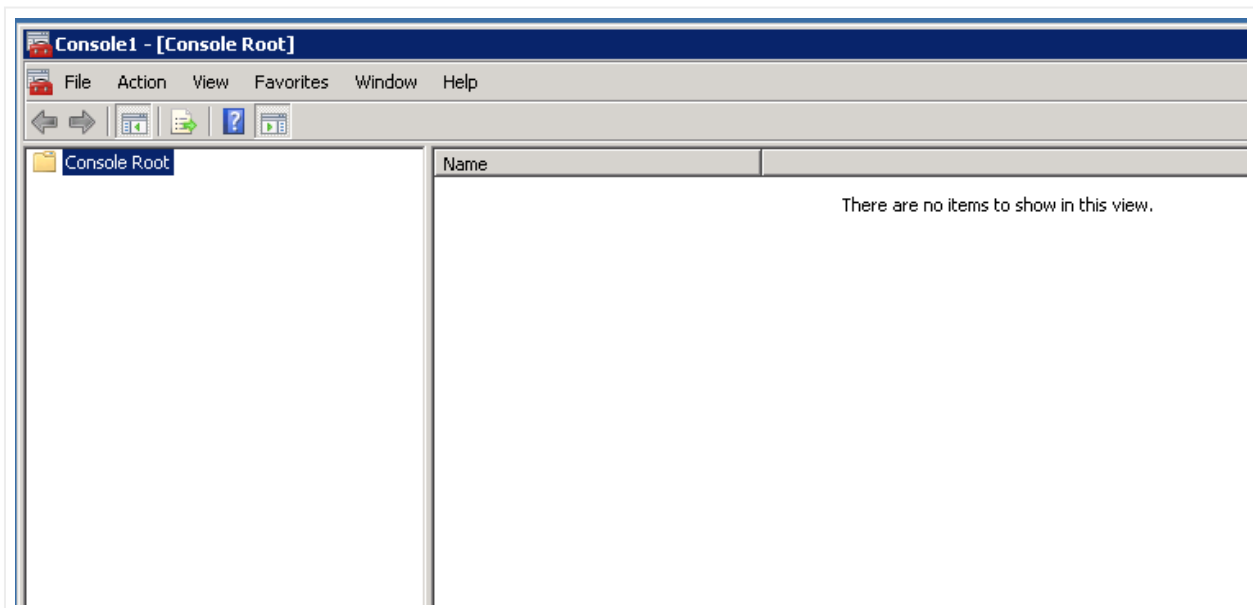 Console1 - [Console Root]
File Action View Favorites Window Help
Console Root
Name
There are no items to show in this view.